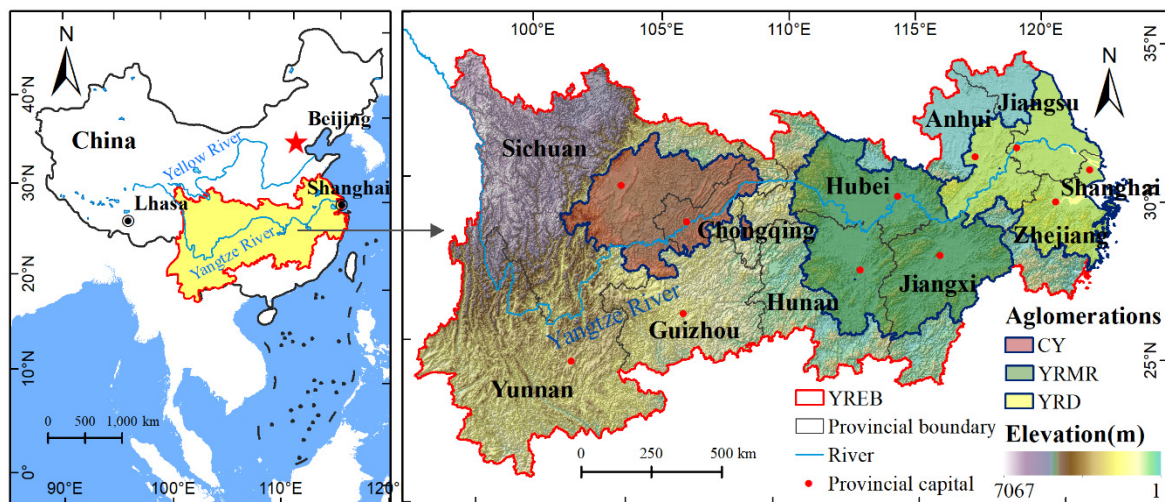 N
40°N
30°N
20°N
10°N
0°
China
Beijing
Yellow River
Shanghai
Lhasa
Yangtze River
0 500 1,000 km
90°E 100°E 110°E 120°
100°E 105°E 110°E 115°E 120°E
35°N
30°N
25°N
N
Jiangsu
Anhui
Sichuan
Hubei
Shanghai
Chongqing
Zhejiang
Jiangxi
Hunan
Yangtze River
Guizhou
Yunnan
0 250 500 km
YREB
Provincial boundary
River
Provincial capital
Aglomerations
CY
YRMR
YRD
Elevation(m)
7067 1